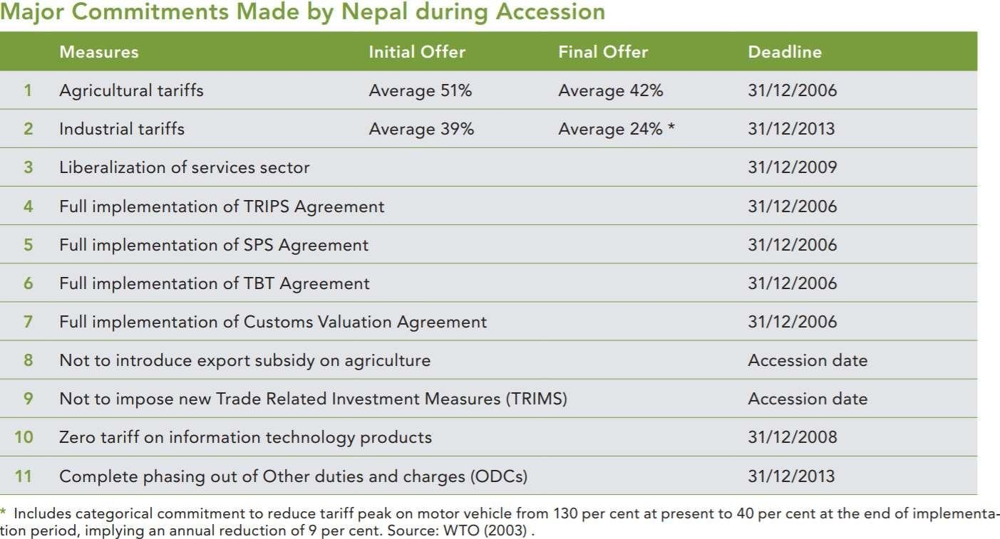 Major Commitments Made by Nepal during Accession
Measures Initial Offer Final Offer Deadline
1 Agricultural tariffs Average 51% Average 42% 31/12/2006
2 Industrial tariffs Average 39% Average 24% * 31/12/2013
3 Liberalization of services sector 31/12/2009
4 Full implementation of TRIPS Agreement 31/12/2006
5 Full implementation of SPS Agreement 31/12/2006
6 Full implementation of TBT Agreement 31/12/2006
7 Full implementation of Customs Valuation Agreement 31/12/2006
8 Not to introduce export subsidy on agriculture Accession date
9 Not to impose new Trade Related Investment Measures (TRIMS) Accession date
10 Zero tariff on information technology products 31/12/2008
11 Complete phasing out of Other duties and charges (ODCs) 31/12/2013
* Includes categorical commitment to reduce tariff peak on motor vehicle from 130 per cent at present to 40 per cent at the end of implementa-
tion period, implying an annual reduction of 9 per cent. Source: WTO (2003) .